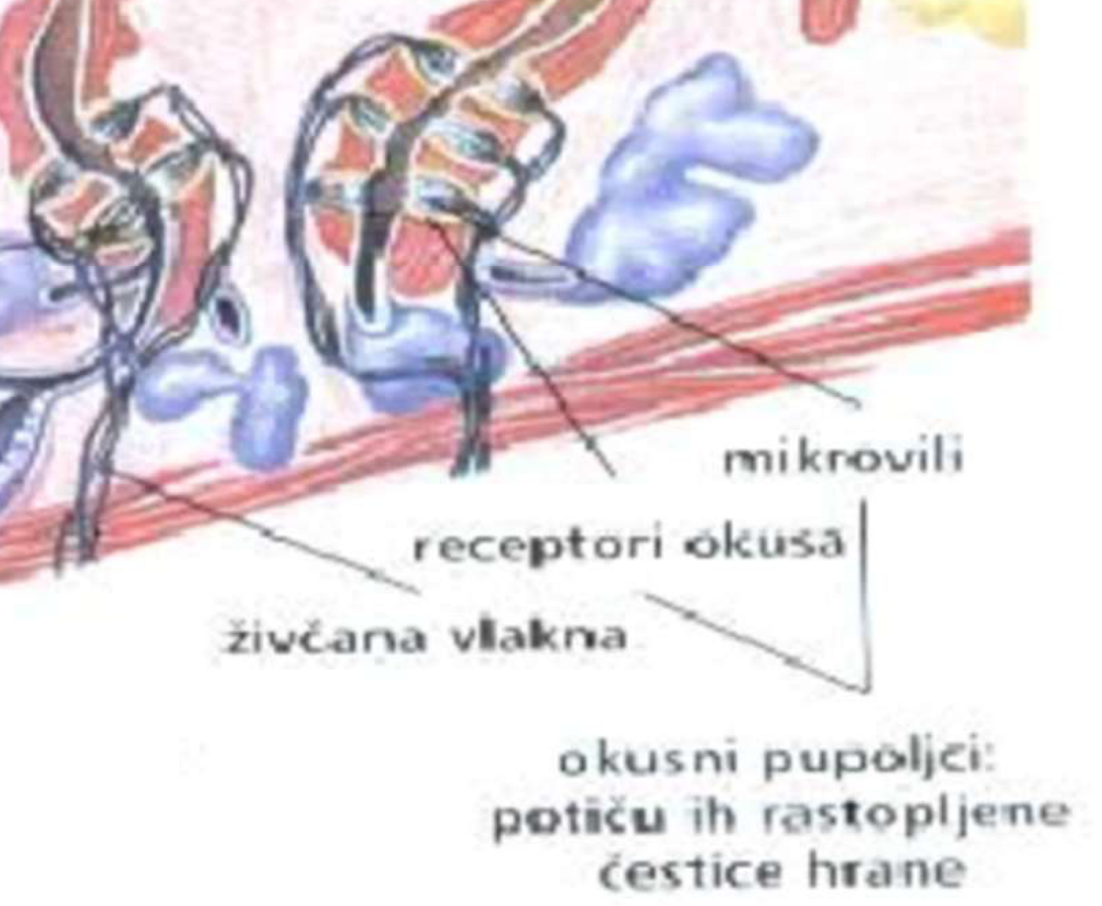 mikrovili
receptori okusa
živčana vlakna
okusni pupoljci:
potiču ih rastopljene
čestice hrane